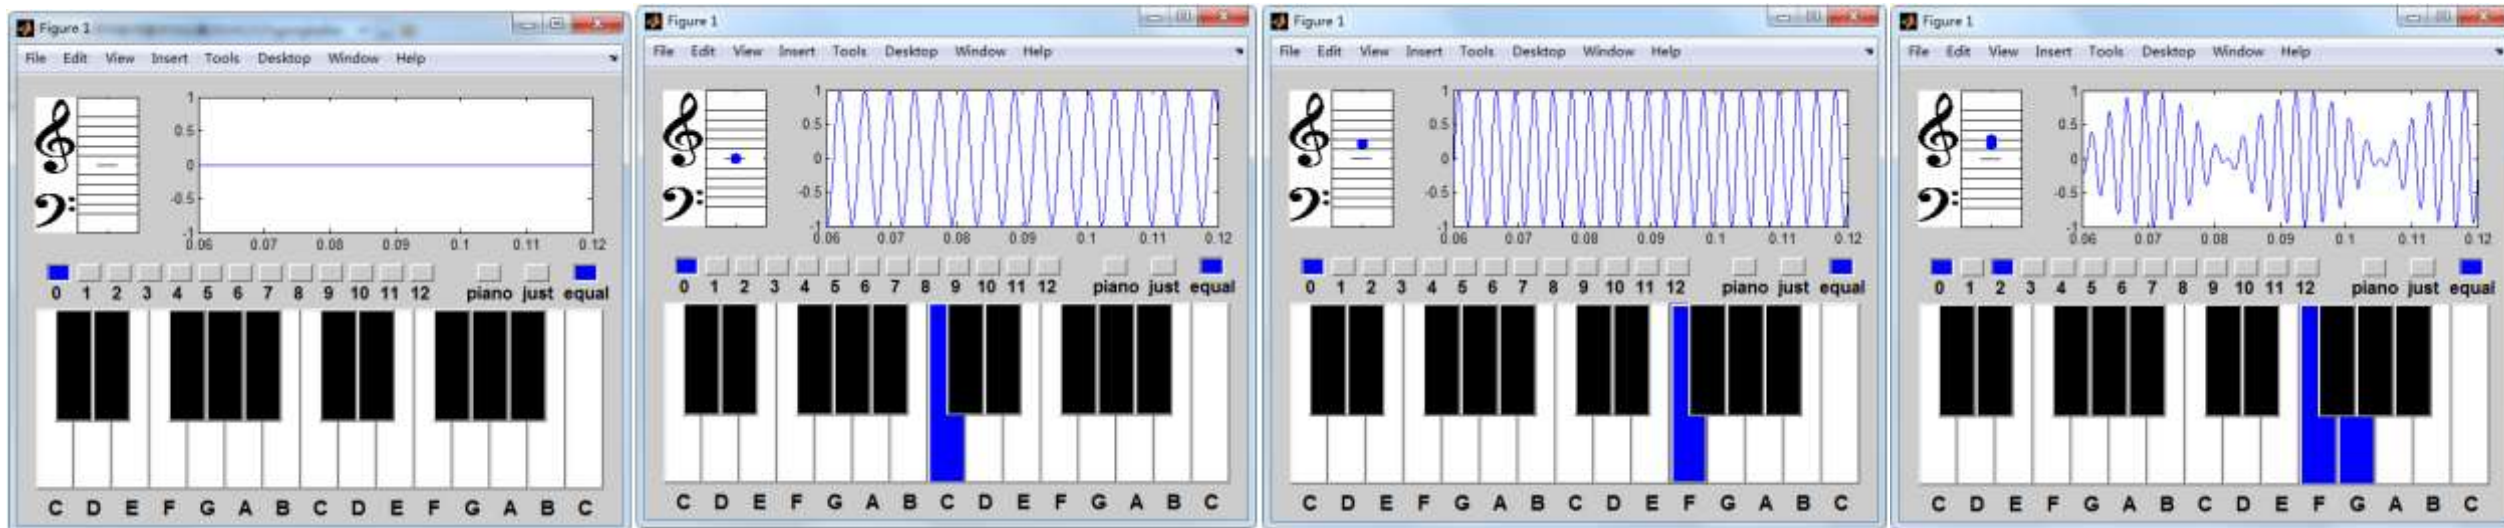 Figure 1
File Edit View Insert Tools Desktop Window Help
1
0.5
0
-0.5
-1
0.06 0.07 0.08 0.09 0.1 0.11 0.12
0 1 2 3 4 5 6 7 8 9 10 11 12 piano just equal
C D E F G A B C D E F G A B C
Figure 1
File Edit View Insert Tools Desktop Window Help
1
0.5
0
-0.5
-1
0.06 0.07 0.08 0.09 0.1 0.11 0.12
0 1 2 3 4 5 6 7 8 9 10 11 12 piano just equal
C D E F G A B C D E F G A B C
Figure 1
File Edit View Insert Tools Desktop Window Help
1
0.5
0
-0.5
-1
0.06 0.07 0.08 0.09 0.1 0.11 0.12
0 1 2 3 4 5 6 7 8 9 10 11 12 piano just equal
C D E F G A B C D E F G A B C
Figure 1
File Edit View Insert Tools Desktop Window Help
1
0.5
0
-0.5
-1
0.06 0.07 0.08 0.09 0.1 0.11 0.12
0 1 2 3 4 5 6 7 8 9 10 11 12 piano just equal
C D E F G A B C D E F G A B C